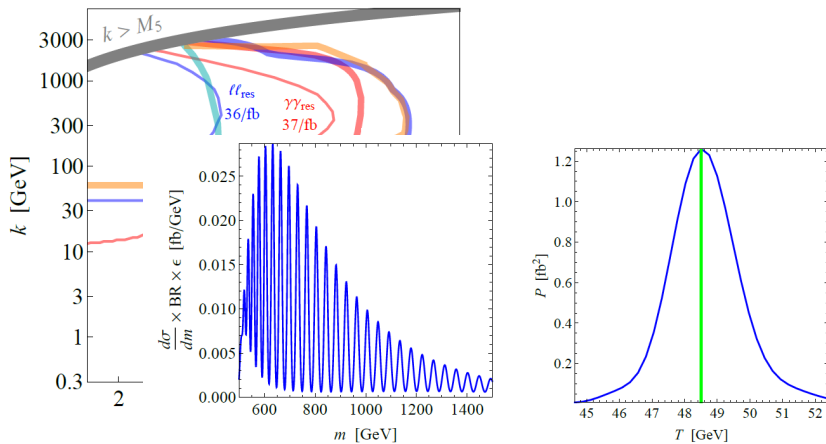 k > M₅
3000
1000
300
100
30
10
3
1
0.3
k [GeV]
2
ℓℓres
36/fb
γγres
37/fb
0.025
0.020
0.015
0.010
0.005
0.000
dσ/dm × BR × ϵ [fb/GeV]
600 800 1000 1200 1400
m [GeV]
1.2
1.0
0.8
0.6
0.4
0.2
P [fb²]
45 46 47 48 49 50 51 52
T [GeV]